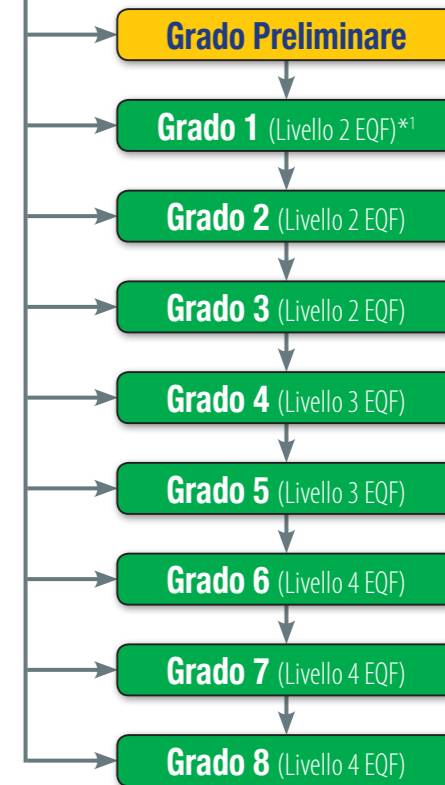 Grado Preliminare
Grado 1 (Livello 2 EQF)*¹
Grado 2 (Livello 2 EQF)
Grado 3 (Livello 2 EQF)
Grado 4 (Livello 3 EQF)
Grado 5 (Livello 3 EQF)
Grado 6 (Livello 4 EQF)
Grado 7 (Livello 4 EQF)
Grado 8 (Livello 4 EQF)